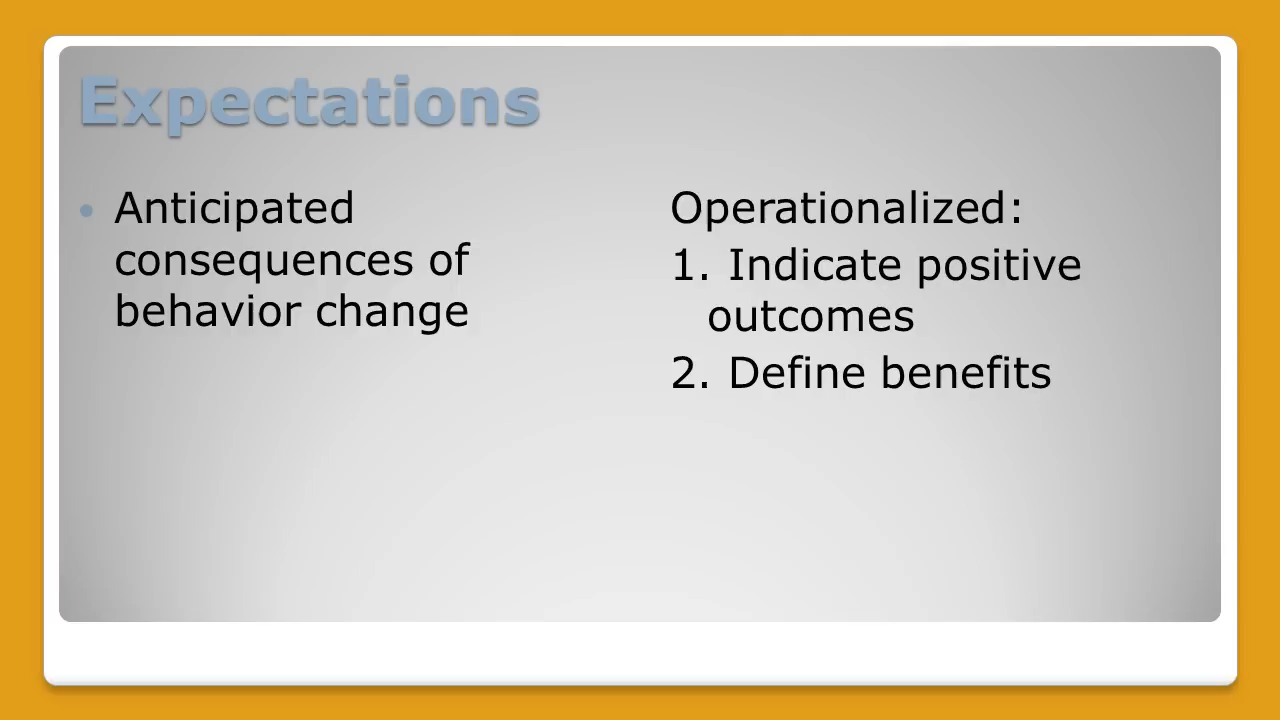 Expectations
• Anticipated
consequences of
behavior change
Operationalized:
1. Indicate positive
outcomes
2. Define benefits